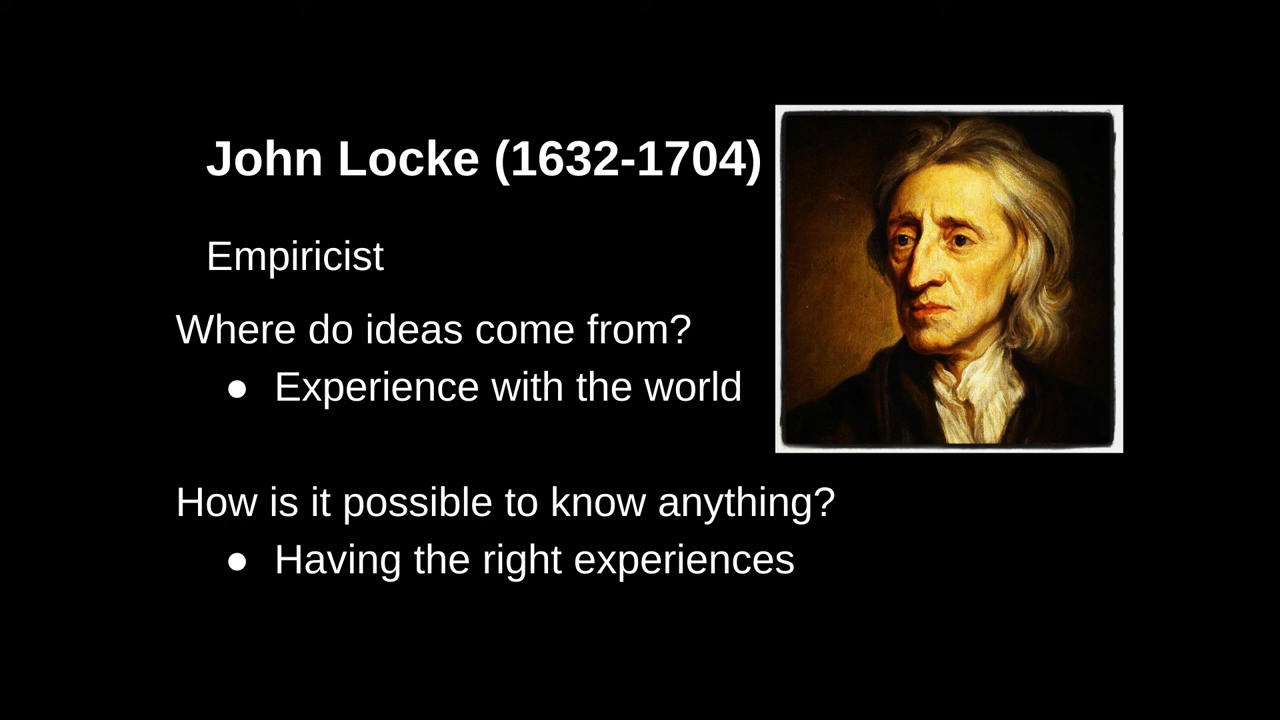 John Locke (1632-1704)
Empiricist
Where do ideas come from?
● Experience with the world
How is it possible to know anything?
● Having the right experiences